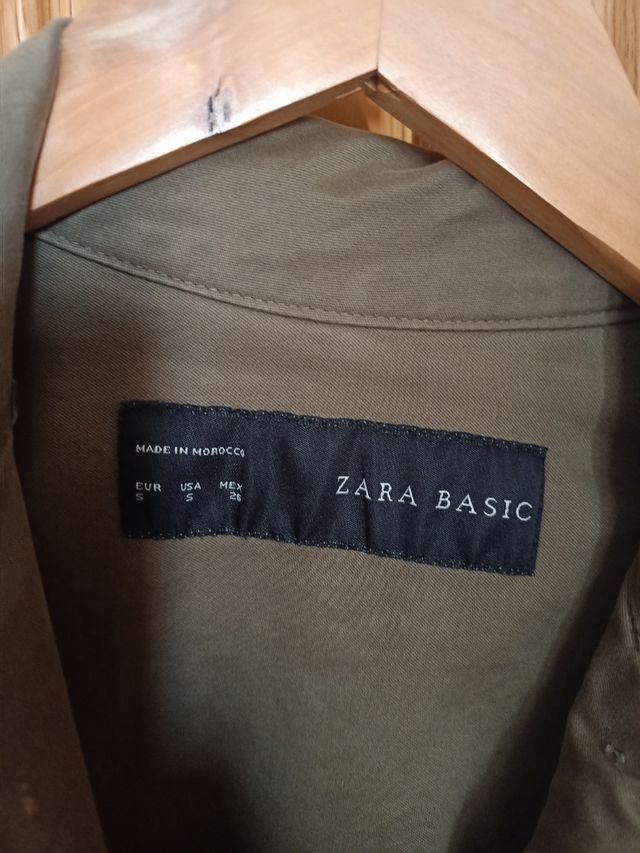 MADE IN MOROCCO
EUR USA MEX
S S 26
ZARA BASIC